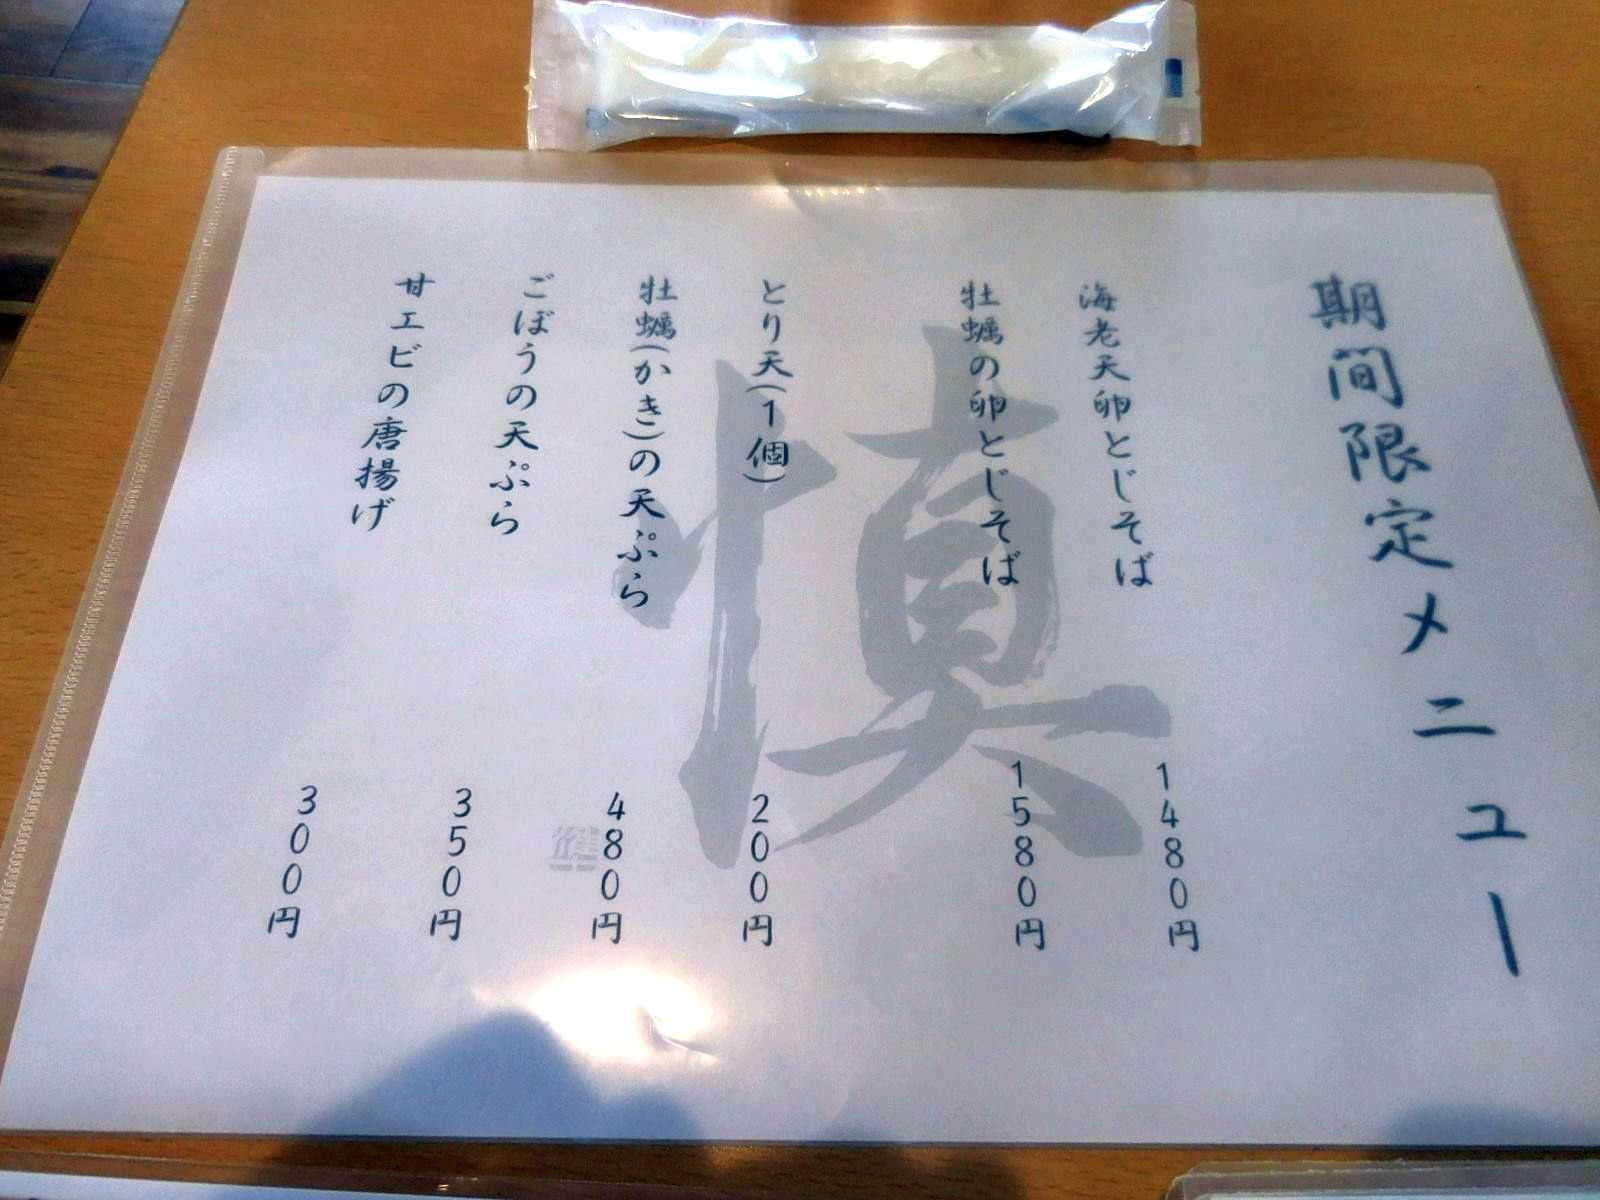 期間限定メニュー
海老天卵とじそば 1480円
牡蠣の卵とじそば 1580円
とり天(1個) 200円
牡蠣(かき)の天ぷら 480円
ごぼうの天ぷら 350円
甘エビの唐揚げ 300円
慎